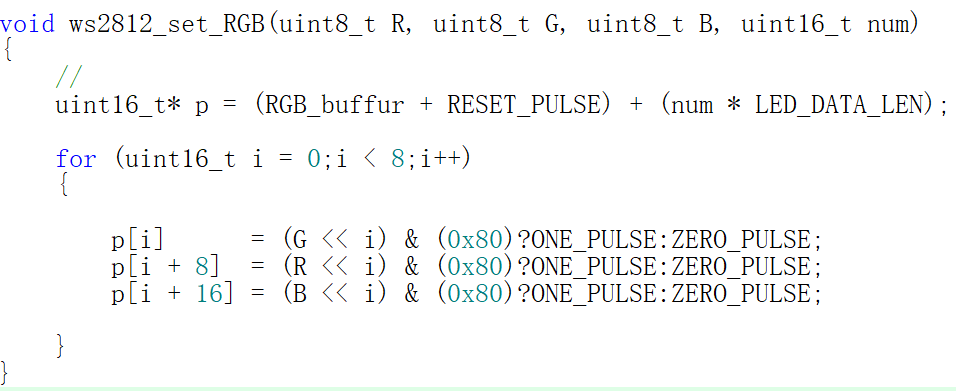 void ws2812_set_RGB(uint8_t R, uint8_t G, uint8_t B, uint16_t num)
{
    //
    uint16_t* p = (RGB_buffur + RESET_PULSE) + (num * LED_DATA_LEN);
    for (uint16_t i = 0;i < 8;i++)
    {
        p[i]       = (G << i) & (0x80)?ONE_PULSE:ZERO_PULSE;
        p[i + 8]   = (R << i) & (0x80)?ONE_PULSE:ZERO_PULSE;
        p[i + 16] = (B << i) & (0x80)?ONE_PULSE:ZERO_PULSE;
    }
}